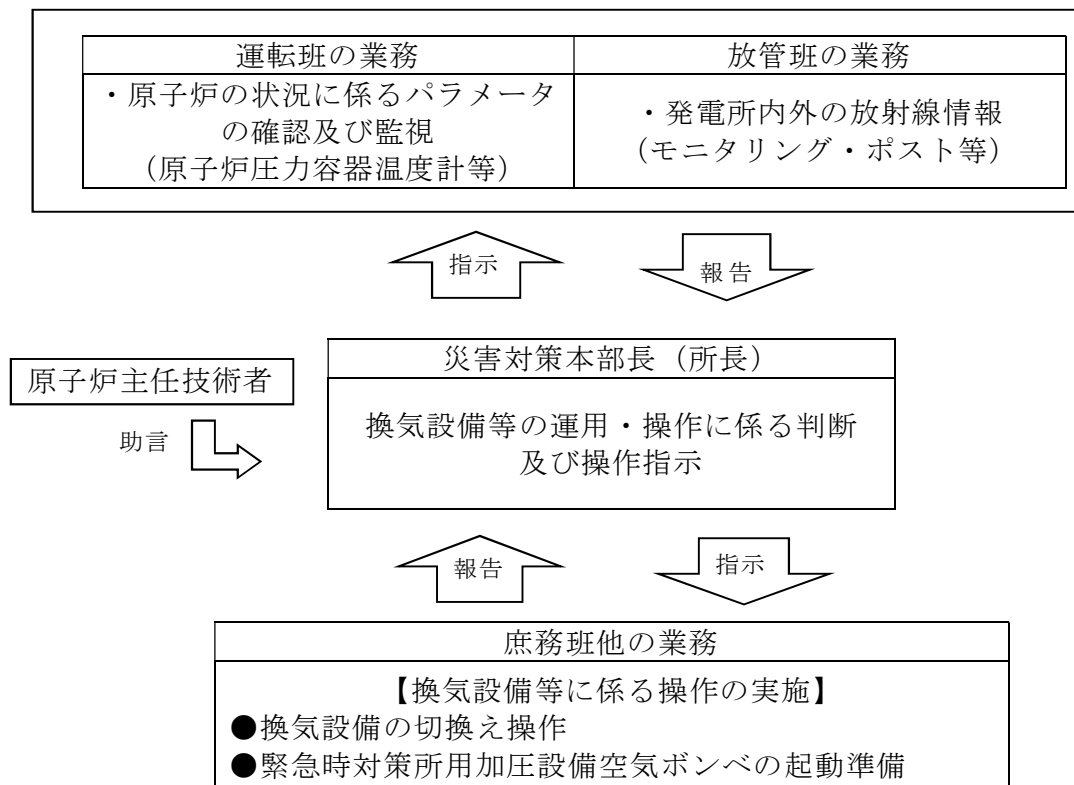 運転班の業務
放管班の業務
・原子炉の状況に係るパラメータ
の確認及び監視
（原子炉圧力容器温度計等）
・発電所内外の放射線情報
（モニタリング・ポスト等）
指示
報告
原子炉主任技術者
助言
災害対策本部長（所長）
換気設備等の運用・操作に係る判断
及び操作指示
報告
指示
庶務班他の業務
【換気設備等に係る操作の実施】
●換気設備の切換え操作
●緊急時対策所用加圧設備空気ボンベの起動準備